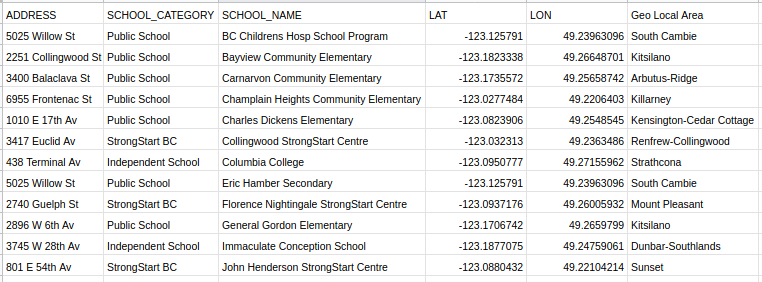 ADDRESS SCHOOL_CATEGORY SCHOOL_NAME LAT LON Geo Local Area
5025 Willow St Public School BC Childrens Hosp School Program -123.125791 49.23963096 South Cambie
2251 Collingwood St Public School Bayview Community Elementary -123.1823338 49.26648701 Kitsilano
3400 Balaclava St Public School Carnarvon Community Elementary -123.1735572 49.25658742 Arbutus-Ridge
6955 Frontenac St Public School Champlain Heights Community Elementary -123.0277484 49.2206403 Killarney
1010 E 17th Av Public School Charles Dickens Elementary -123.0823906 49.2548545 Kensington-Cedar Cottage
3417 Euclid Av StrongStart BC Collingwood StrongStart Centre -123.032313 49.2363486 Renfrew-Collingwood
438 Terminal Av Independent School Columbia College -123.0950777 49.27155962 Strathcona
5025 Willow St Public School Eric Hamber Secondary -123.125791 49.23963096 South Cambie
2740 Guelph St StrongStart BC Florence Nightingale StrongStart Centre -123.0937176 49.26005932 Mount Pleasant
2896 W 6th Av Public School General Gordon Elementary -123.1706742 49.2659799 Kitsilano
3745 W 28th Av Independent School Immaculate Conception School -123.1877075 49.24759061 Dunbar-Southlands
801 E 54th Av StrongStart BC John Henderson StrongStart Centre -123.0880432 49.22104214 Sunset